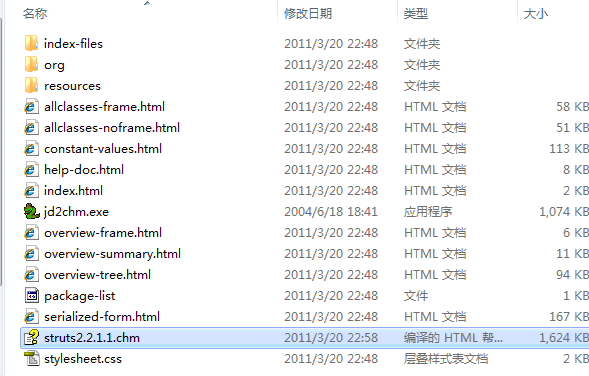 名称 修改日期 类型 大小
index-files 2011/3/20 22:48 文件夹
org 2011/3/20 22:48 文件夹
resources 2011/3/20 22:48 文件夹
allclasses-frame.html 2011/3/20 22:48 HTML 文档 58 KB
allclasses-noframe.html 2011/3/20 22:48 HTML 文档 51 KB
constant-values.html 2011/3/20 22:48 HTML 文档 113 KB
help-doc.html 2011/3/20 22:48 HTML 文档 8 KB
index.html 2011/3/20 22:48 HTML 文档 2 KB
jd2chm.exe 2004/6/18 18:41 应用程序 1,074 KB
overview-frame.html 2011/3/20 22:48 HTML 文档 6 KB
overview-summary.html 2011/3/20 22:48 HTML 文档 11 KB
overview-tree.html 2011/3/20 22:48 HTML 文档 94 KB
package-list 2011/3/20 22:48 文件 1 KB
serialized-form.html 2011/3/20 22:48 HTML 文档 167 KB
struts2.2.1.1.chm 2011/3/20 22:58 编译的 HTML 帮... 1,624 KB
stylesheet.css 2011/3/20 22:48 层叠样式表文档 2 KB